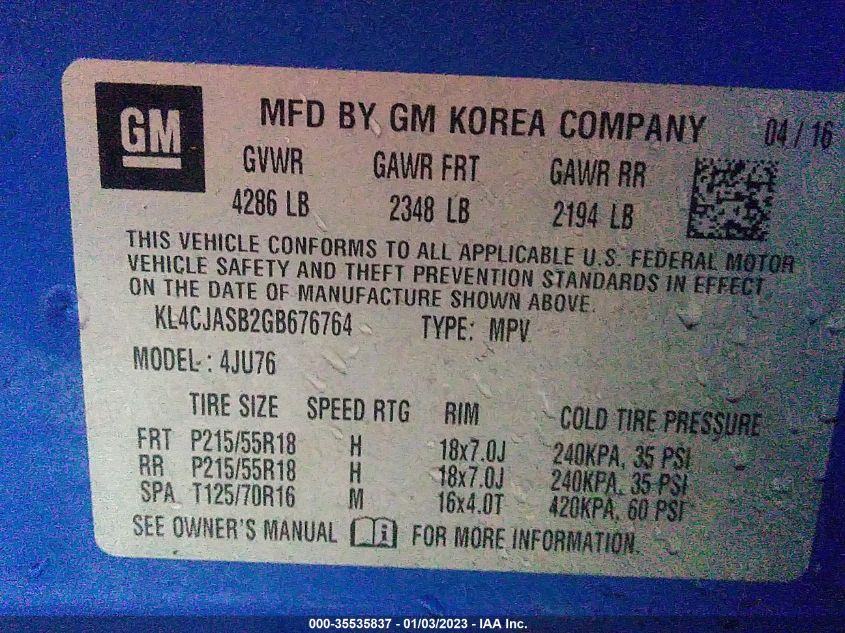 GM
MFD BY GM KOREA COMPANY 04 / 16
GVWR GAWR FRT GAWR RR
4286 LB 2348 LB 2194 LB
THIS VEHICLE CONFORMS TO ALL APPLICABLE U.S. FEDERAL MOTOR
VEHICLE SAFETY AND THEFT PREVENTION STANDARDS IN EFFECT
ON THE DATE OF MANUFACTURE SHOWN ABOVE.
KL4CJASB2GB676764 TYPE: MPV
MODEL: 4JU76
TIRE SIZE SPEED RTG RIM COLD TIRE PRESSURE
FRT P215/55R18 H 18x7.0J 240KPA, 35 PSI
RR P215/55R18 H 18x7.0J 240KPA, 35 PSI
SPA T125/70R16 M 16x4.0T 420KPA, 60 PSI
SEE OWNER'S MANUAL FOR MORE INFORMATION.
000-35535837 - 01/03/2023 - IAA Inc.